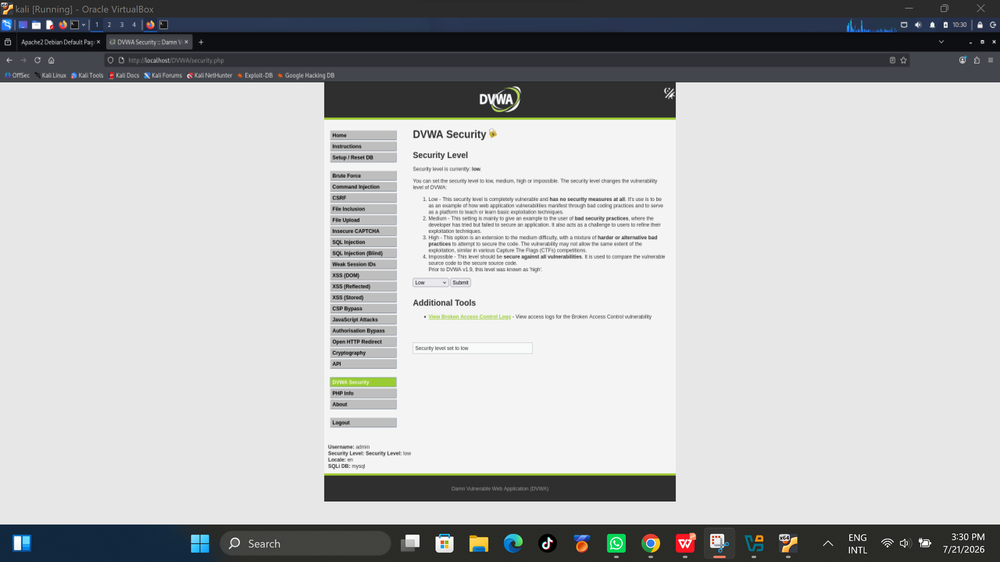 kali [Running] - Oracle VirtualBox
1 2 3 4
10:30
Apache2 Debian Default Page
DVWA Security :: Damn V
http://localhost/DVWA/security.php
OffSec Kali Linux Kali Tools Kali Docs Kali Forums Kali NetHunter Exploit-DB Google Hacking DB
DVWA
Home
Instructions
Setup / Reset DB
Brute Force
Command Injection
CSRF
File Inclusion
File Upload
Insecure CAPTCHA
SQL Injection
SQL Injection (Blind)
Weak Session IDs
XSS (DOM)
XSS (Reflected)
XSS (Stored)
CSP Bypass
JavaScript Attacks
Authorisation Bypass
Open HTTP Redirect
Cryptography
API
DVWA Security
PHP Info
About
Logout
DVWA Security
Security Level
Security level is currently: low.
You can set the security level to low, medium, high or impossible. The security level changes the vulnerability
level of DVWA:
1. Low - This security level is completely vulnerable and has no security measures at all. It's use is to be
as an example of how web application vulnerabilities manifest through bad coding practices and to serve
as a platform to teach or learn basic exploitation techniques.
2. Medium - This setting is mainly to give an example to the user of bad security practices, where the
developer has tried but failed to secure an application. It also acts as a challenge to users to refine their
exploitation techniques.
3. High - This option is an extension to the medium difficulty, with a mixture of harder or alternative bad
practices to attempt to secure the code. The vulnerability may not allow the same extent of the
exploitation, similar in various Capture The Flags (CTFs) competitions.
4. Impossible - This level should be secure against all vulnerabilities. It is used to compare the vulnerable
source code to the secure source code.
Prior to DVWA v1.9, this level was known as 'high'.
Low Submit
Additional Tools
• View Broken Access Control Logs - View access logs for the Broken Access Control vulnerability
Security level set to low
Username: admin
Security Level: Security Level: low
Locale: en
SQLi DB: mysql
Damn Vulnerable Web Application (DVWA)
Search
x64
ENG
INTL
3:30 PM
7/21/2026